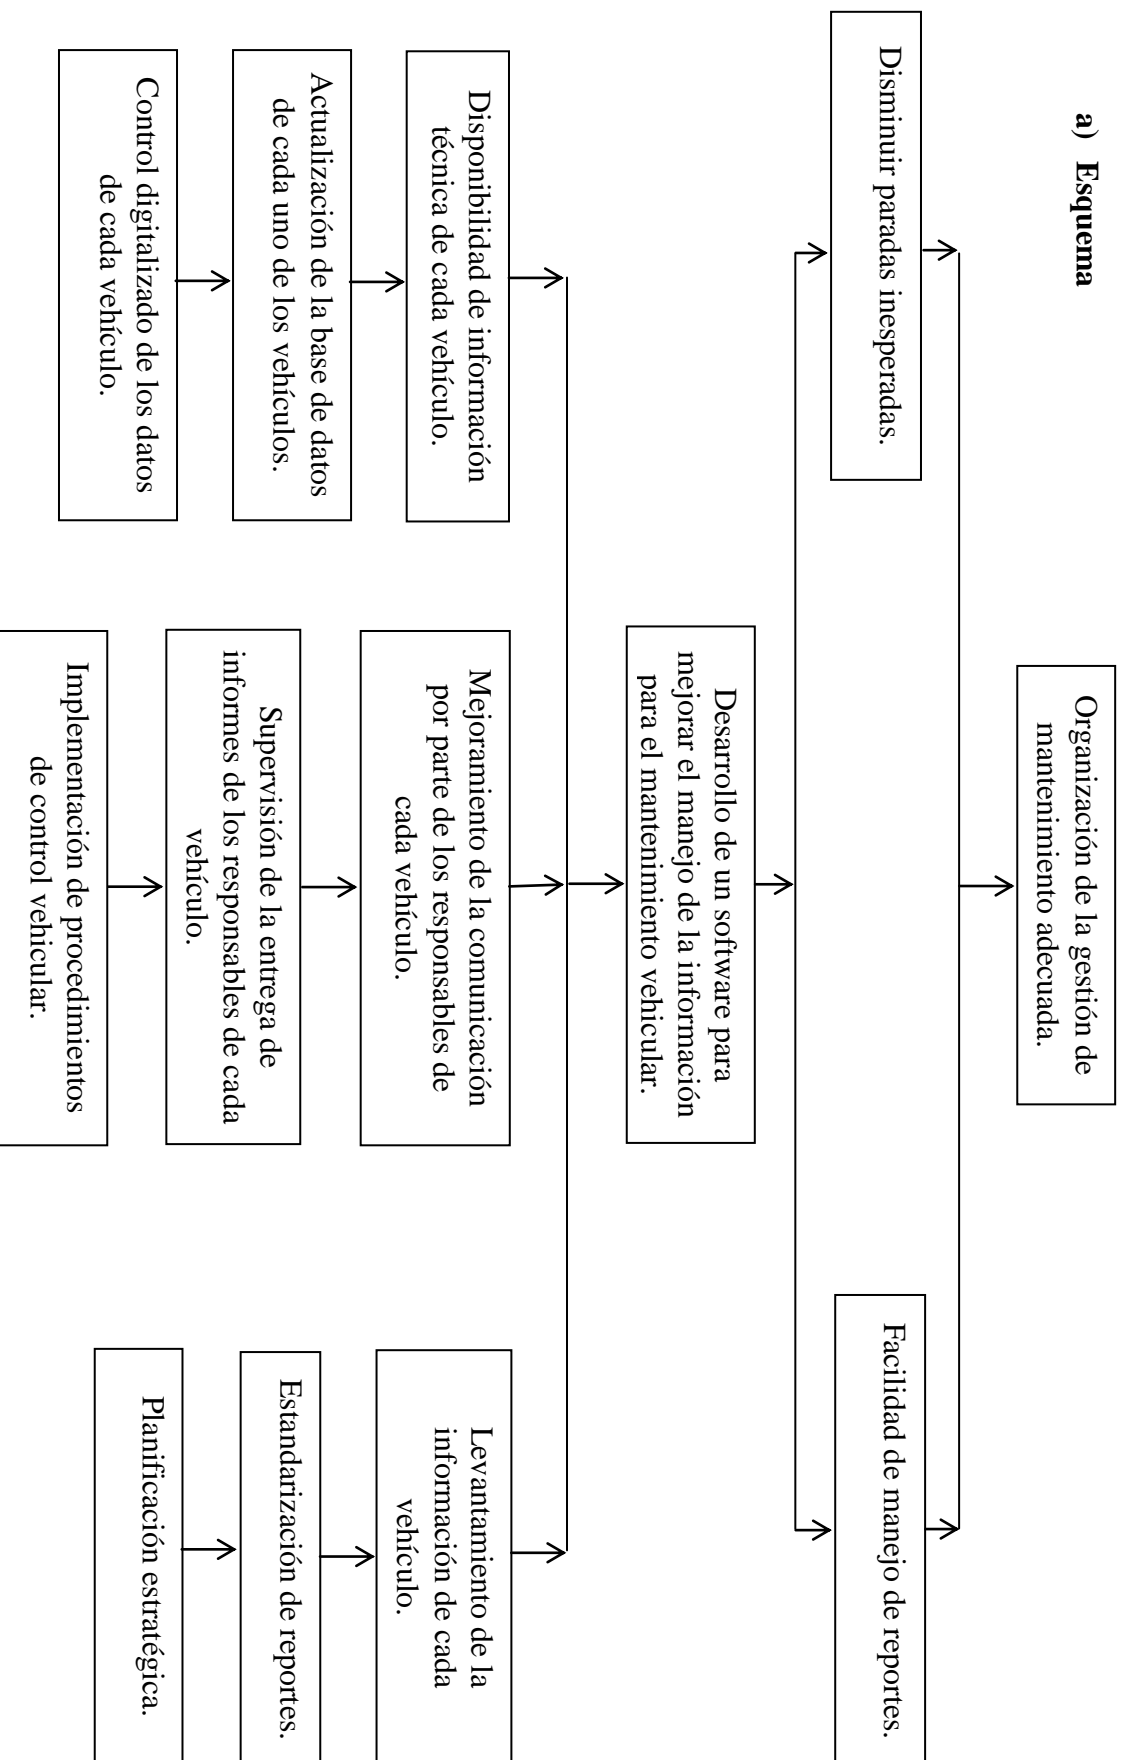 a) Esquema
Organización de la gestión de
mantenimiento adecuada.
Disminuir paradas inesperadas.
Facilidad de manejo de reportes.
Desarrollo de un software para
mejorar el manejo de la información
para el mantenimiento vehicular.
Disponibilidad de información
técnica de cada vehículo.
Mejoramiento de la comunicación
por parte de los responsables de
cada vehículo.
Levantamiento de la
información de cada
vehículo.
Actualización de la base de datos
de cada uno de los vehículos.
Supervisión de la entrega de
informes de los responsables de cada
vehículo.
Estandarización de reportes.
Control digitalizado de los datos
de cada vehículo.
Implementación de procedimientos
de control vehicular.
Planificación estratégica.